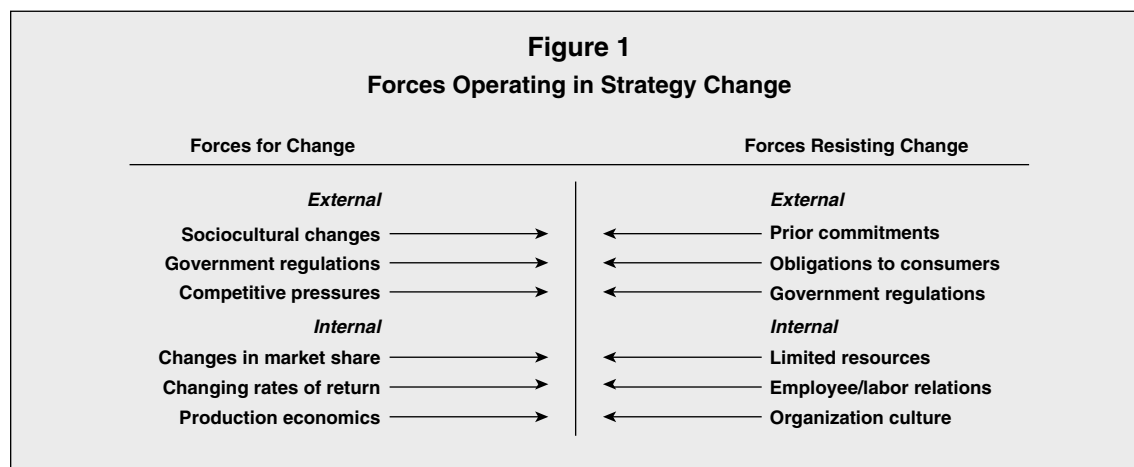 Figure 1
Forces Operating in Strategy Change
Forces for Change
Forces Resisting Change
External
Sociocultural changes
Government regulations
Competitive pressures
Internal
Changes in market share
Changing rates of return
Production economics
External
Prior commitments
Obligations to consumers
Government regulations
Internal
Limited resources
Employee/labor relations
Organization culture